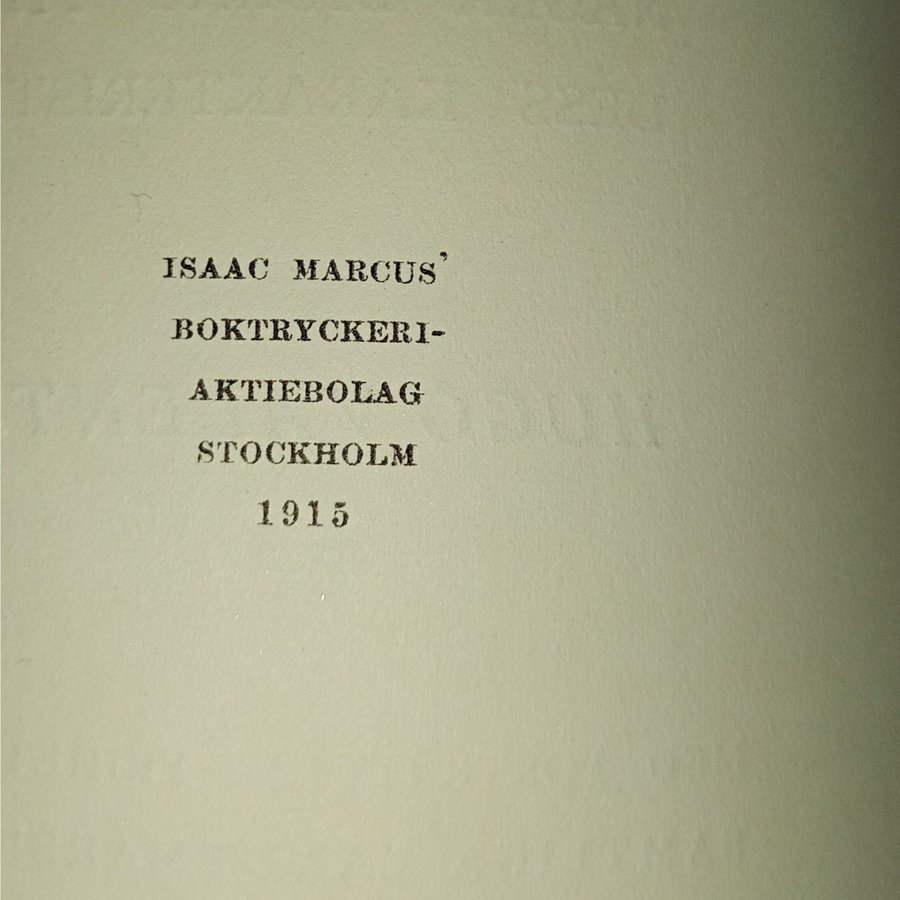 ISAAC MARCUS'
BOKTRYCKERI-
AKTIEBOLAG
STOCKHOLM
1915